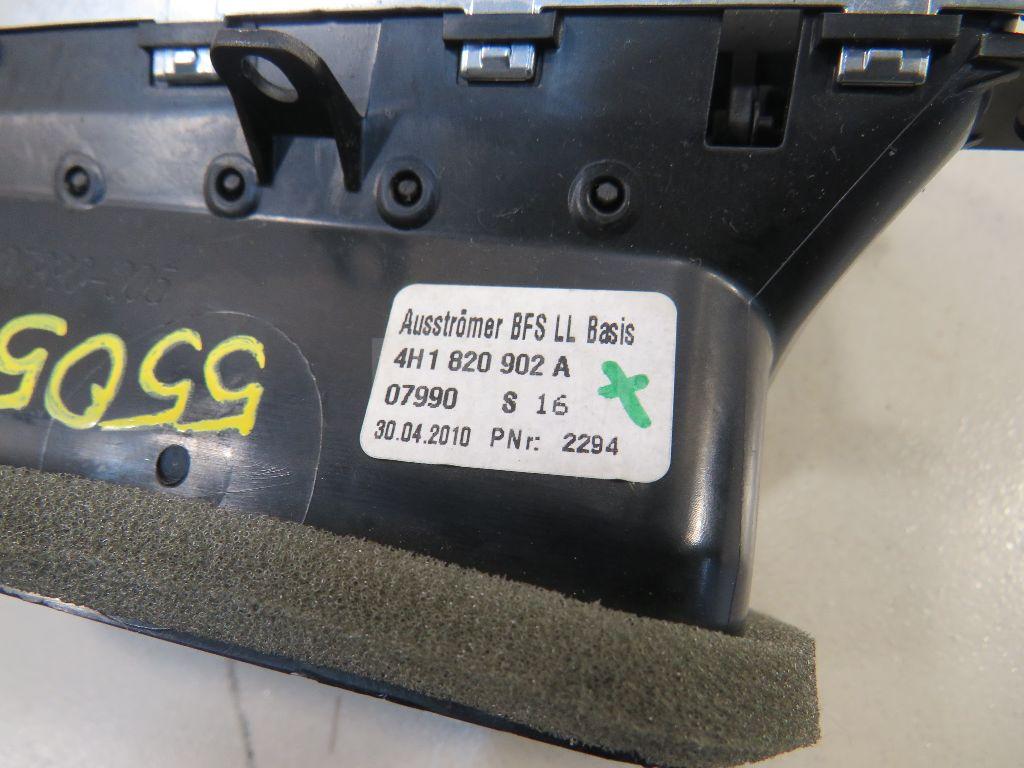 Ausströmer BFS LL Basis
4H1 820 902 A
07990 S 16
30.04.2010 PNr: 2294
5505